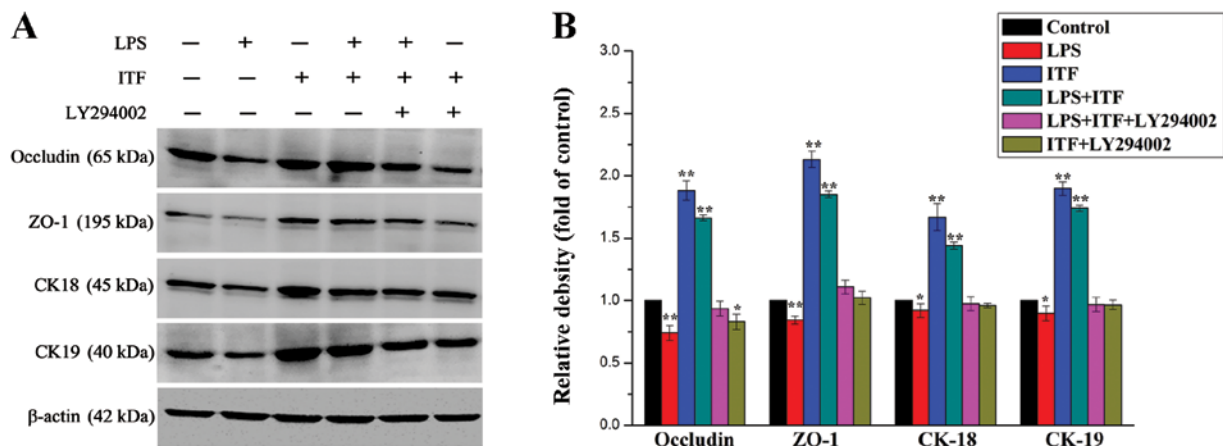 A
LPS − + − + + −
ITF − − + + + +
LY294002 − − − − + +
Occludin (65 kDa)
ZO-1 (195 kDa)
CK18 (45 kDa)
CK19 (40 kDa)
β-actin (42 kDa)
B
Control
LPS
ITF
LPS+ITF
LPS+ITF+LY294002
ITF+LY294002
Relative debsity (fold of control)
3.0
2.5
2.0
1.5
1.0
0.5
0.0
** ** ** *
** ** **
* ** **
* ** **
Occludin ZO-1 CK-18 CK-19